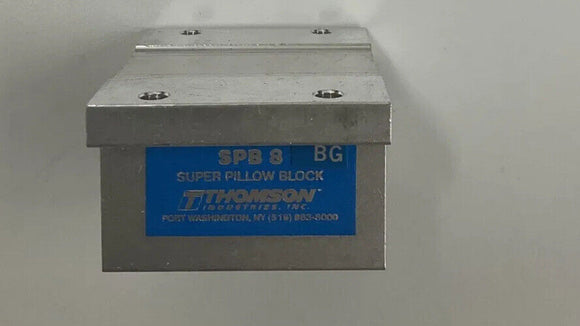 SPB 8 BG
SUPER PILLOW BLOCK
THOMSON
INDUSTRIES, INC.
PORT WASHINGTON, NY (516) 883-8000